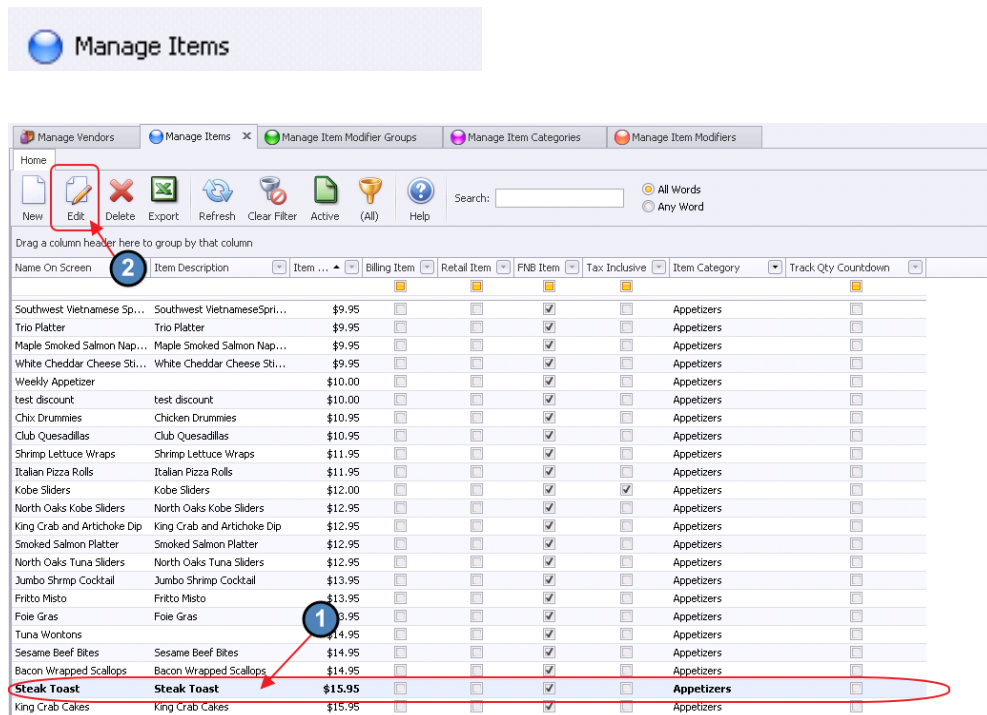 Manage Items
Manage Vendors Manage Items Manage Item Modifier Groups Manage Item Categories Manage Item Modifiers
Home
New Edit Delete Export Refresh Clear Filter Active (All) Help Search: All Words Any Word
Drag a column header here to group by that column
Name On Screen 2 Item Description Item ... Billing Item Retail Item FNB Item Tax Inclusive Item Category Track Qty Countdown
Southwest Vietnamese Sp... Southwest VietnameseSpri... $9.95 Appetizers
Trio Platter Trio Platter $9.95 Appetizers
Maple Smoked Salmon Nap... Maple Smoked Salmon Nap... $9.95 Appetizers
White Cheddar Cheese Sti... White Cheddar Cheese Sti... $9.95 Appetizers
Weekly Appetizer $10.00 Appetizers
test discount test discount $10.00 Appetizers
Chix Drummies Chicken Drummies $10.95 Appetizers
Club Quesadillas Club Quesadillas $10.95 Appetizers
Shrimp Lettuce Wraps Shrimp Lettuce Wraps $11.95 Appetizers
Italian Pizza Rolls Italian Pizza Rolls $11.95 Appetizers
Kobe Sliders Kobe Sliders $12.00 Appetizers
North Oaks Kobe Sliders North Oaks Kobe Sliders $12.95 Appetizers
King Crab and Artichoke Dip King Crab and Artichoke Dip $12.95 Appetizers
Smoked Salmon Platter Smoked Salmon Platter $12.95 Appetizers
North Oaks Tuna Sliders North Oaks Tuna Sliders $12.95 Appetizers
Jumbo Shrmp Cocktail Jumbo Shrimp Cocktail $13.95 Appetizers
Fritto Misto Fritto Misto $13.95 Appetizers
Foie Gras Foie Gras 1 3.95 Appetizers
Tuna Wontons $14.95 Appetizers
Sesame Beef Bites Sesame Beef Bites $14.95 Appetizers
Bacon Wrapped Scallops Bacon Wrapped Scallops $14.95 Appetizers
Steak Toast Steak Toast $15.95 Appetizers
King Crab Cakes King Crab Cakes $15.95 Appetizers